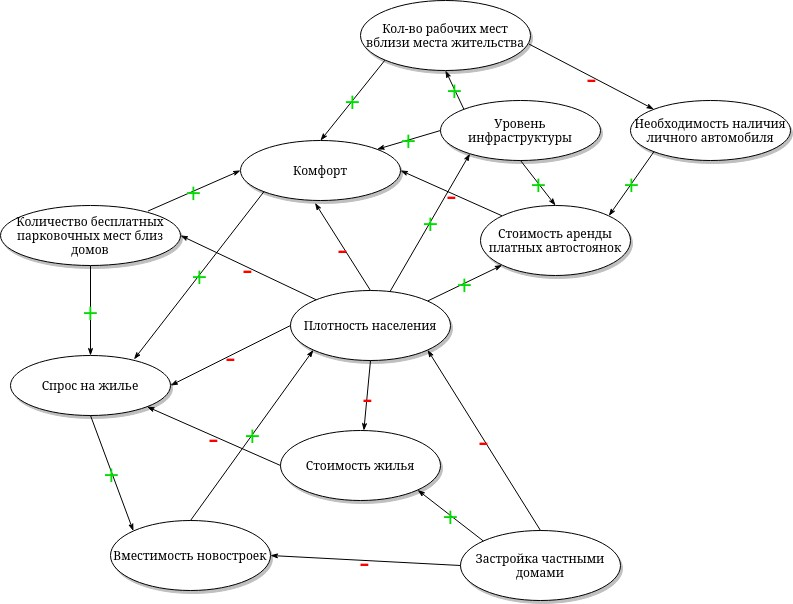 Кол-во рабочих мест
вблизи места жительства
Уровень
инфраструктуры
Необходимость наличия
личного автомобиля
Комфорт
Количество бесплатных
парковочных мест близ
домов
Стоимость аренды
платных автостоянок
Плотность населения
Спрос на жилье
Стоимость жилья
Вместимость новостроек
Застройка частными
домами